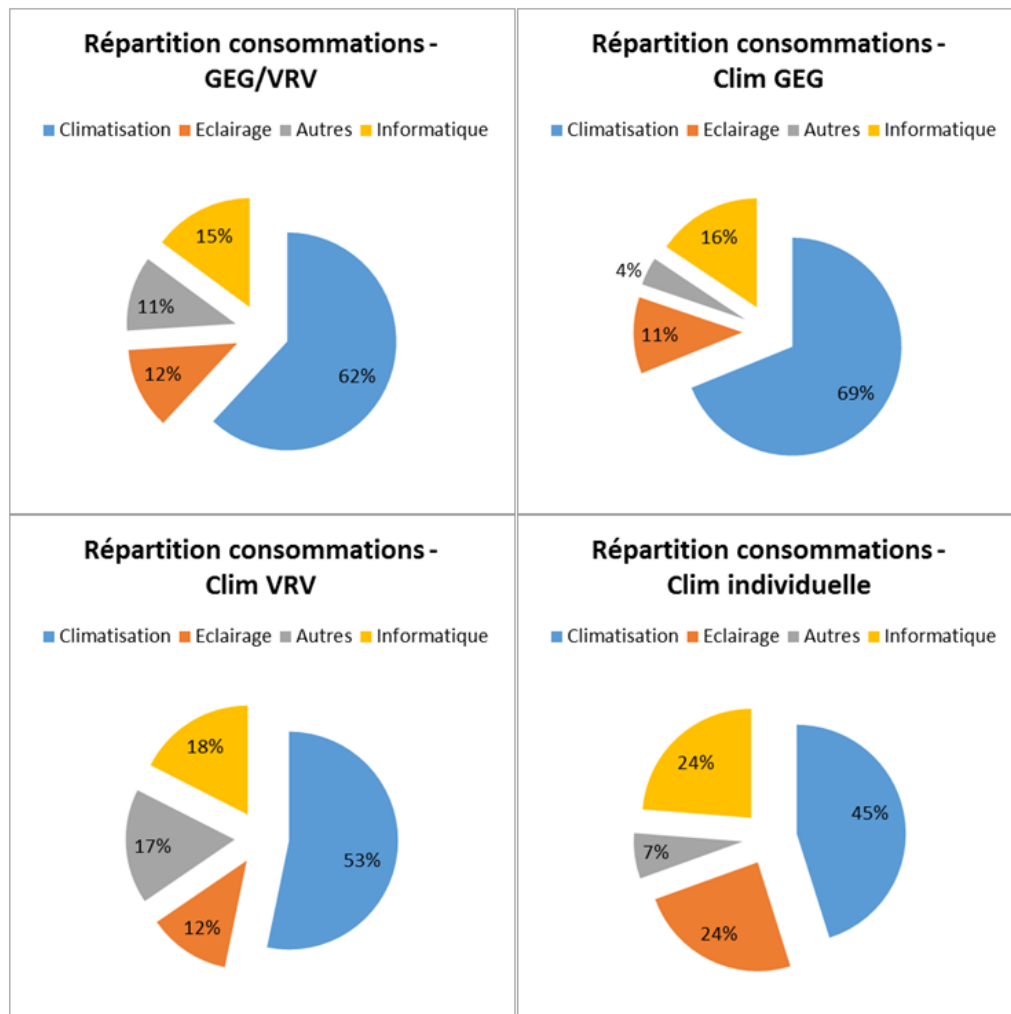 Répartition consommations -
GEG/VRV
Climatisation Eclairage Autres Informatique
15%
11%
12%
62%
Répartition consommations -
Clim GEG
Climatisation Eclairage Autres Informatique
16%
4%
11%
69%
Répartition consommations -
Clim VRV
Climatisation Eclairage Autres Informatique
18%
17%
53%
12%
Répartition consommations -
Clim individuelle
Climatisation Eclairage Autres Informatique
24%
45%
7%
24%